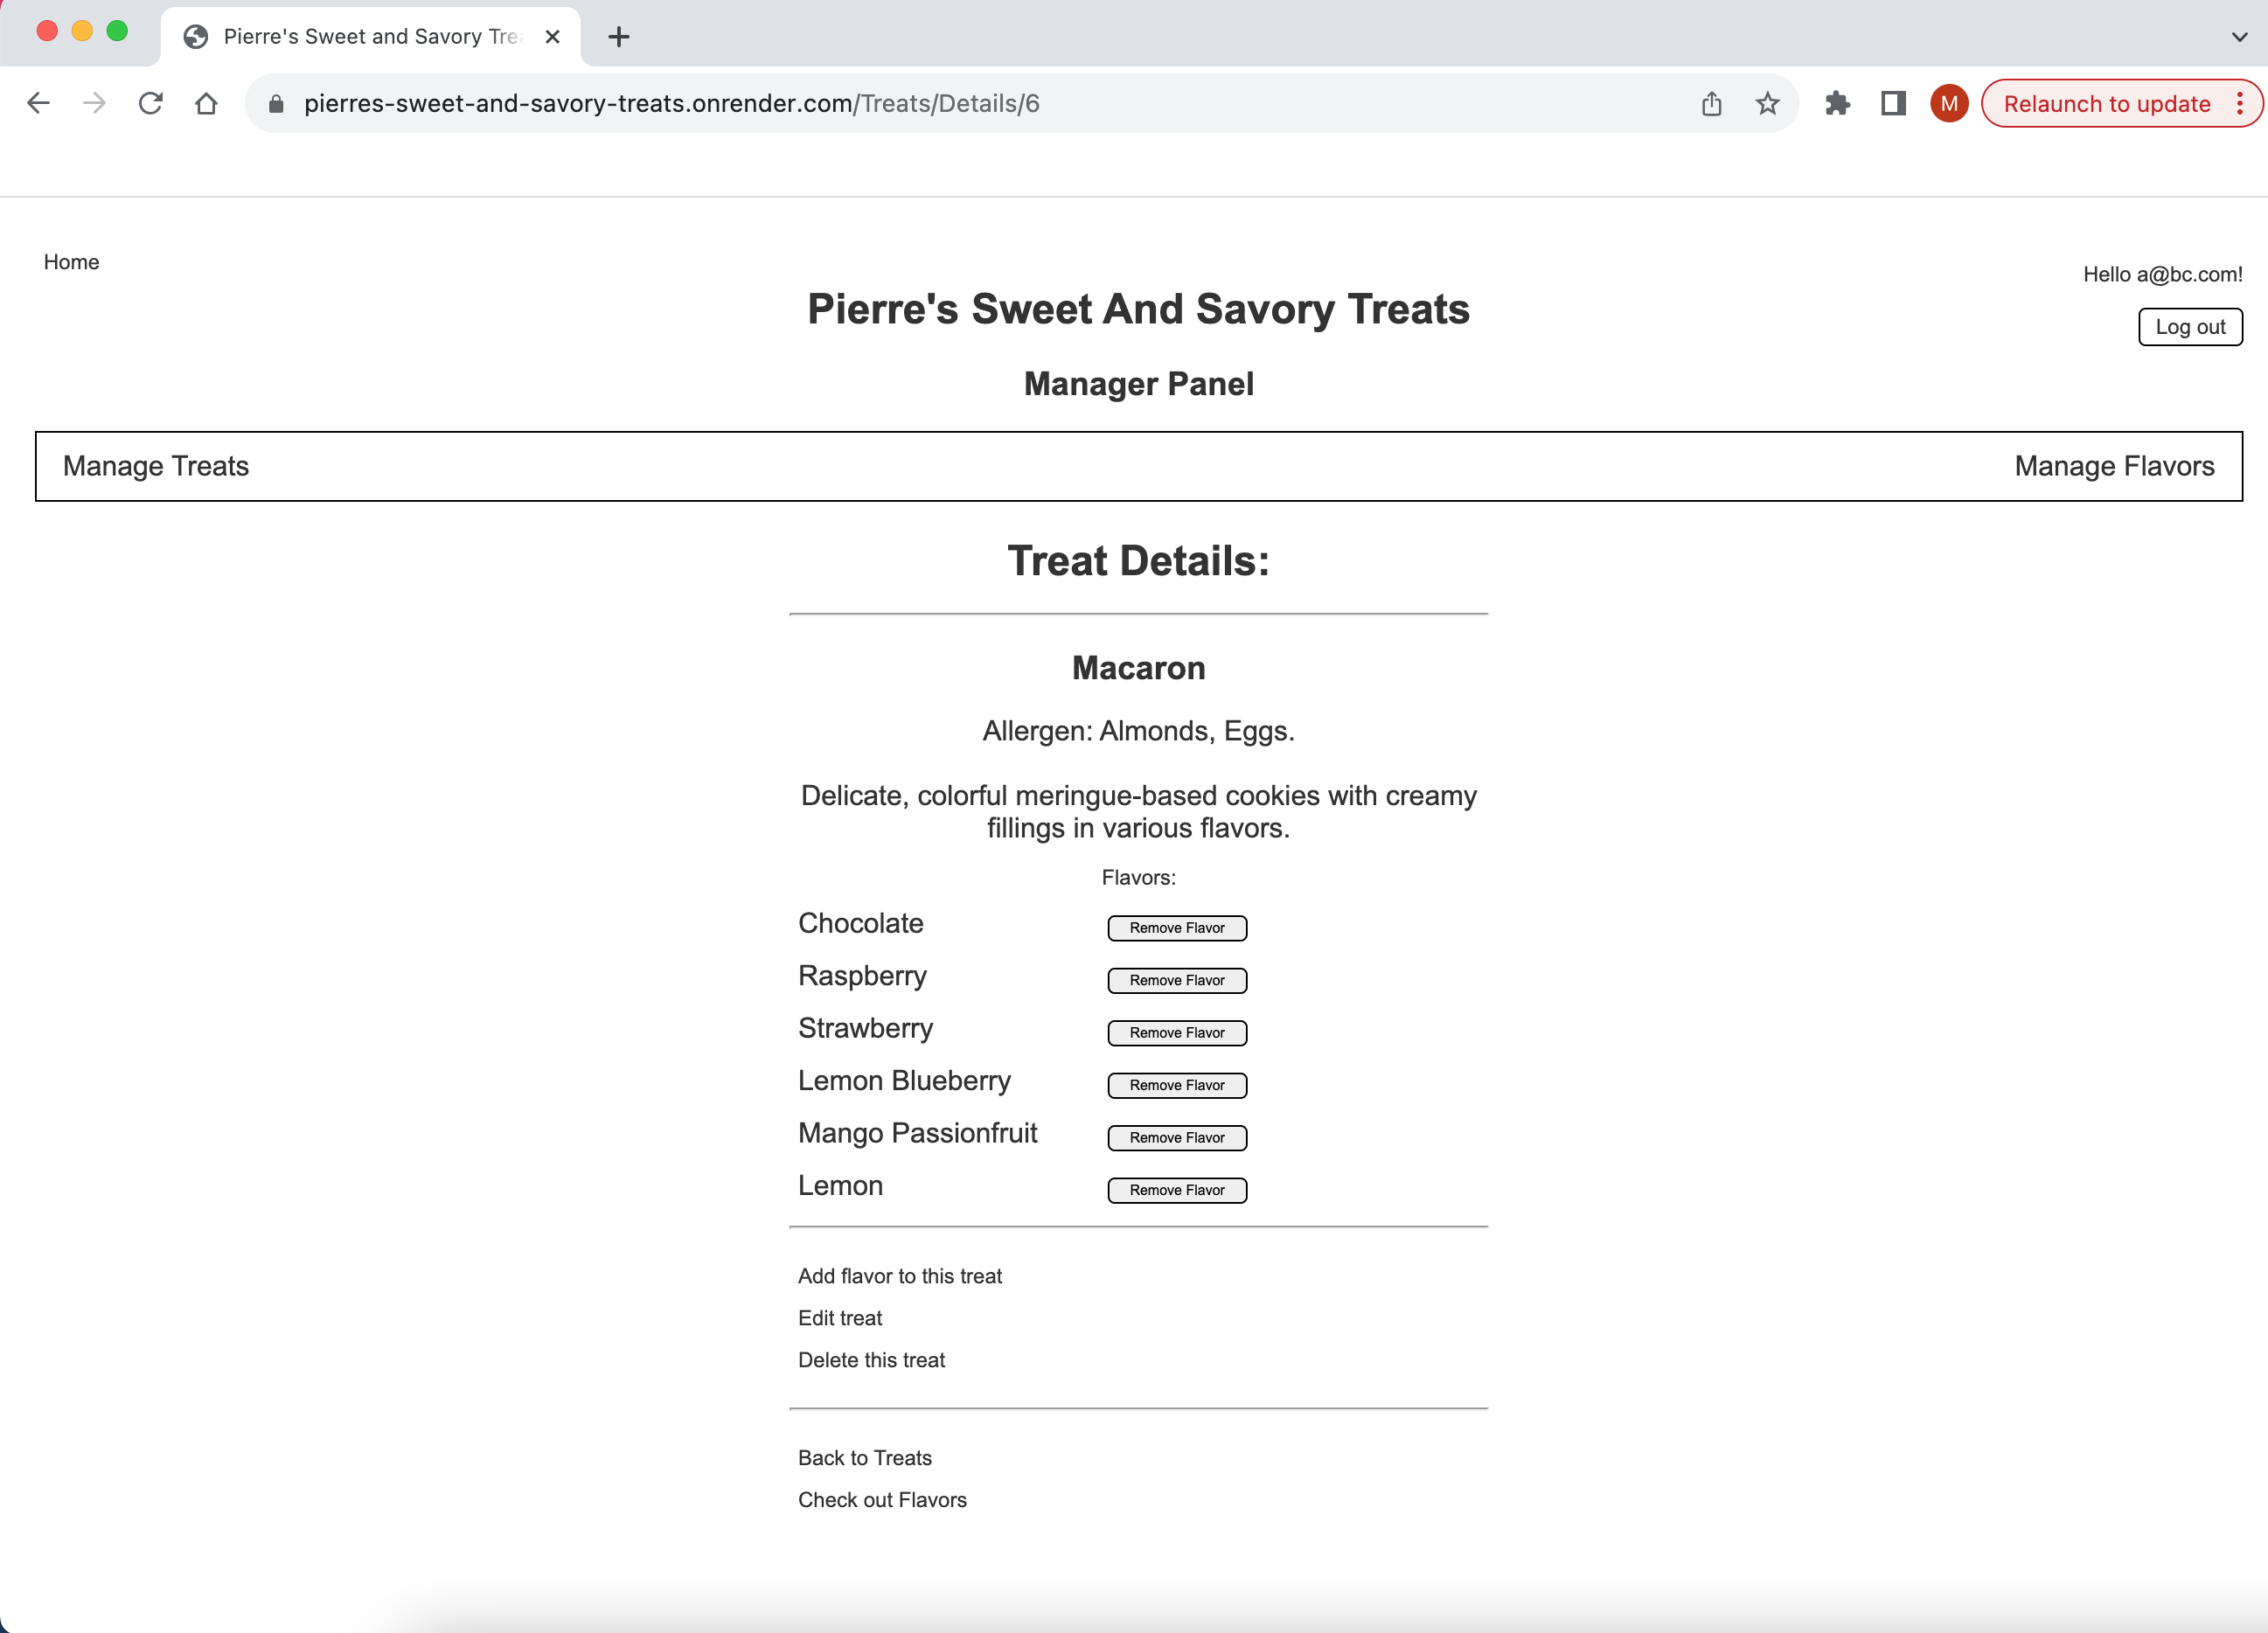 Pierre's Sweet and Savory Tre
pierres-sweet-and-savory-treats.onrender.com/Treats/Details/6
M
Relaunch to update
Home
Hello a@bc.com!
Pierre's Sweet And Savory Treats
Log out
Manager Panel
Manage Treats
Manage Flavors
Treat Details:
Macaron
Allergen: Almonds, Eggs.
Delicate, colorful meringue-based cookies with creamy
fillings in various flavors.
Flavors:
Chocolate
Remove Flavor
Raspberry
Remove Flavor
Strawberry
Remove Flavor
Lemon Blueberry
Remove Flavor
Mango Passionfruit
Remove Flavor
Lemon
Remove Flavor
Add flavor to this treat
Edit treat
Delete this treat
Back to Treats
Check out Flavors